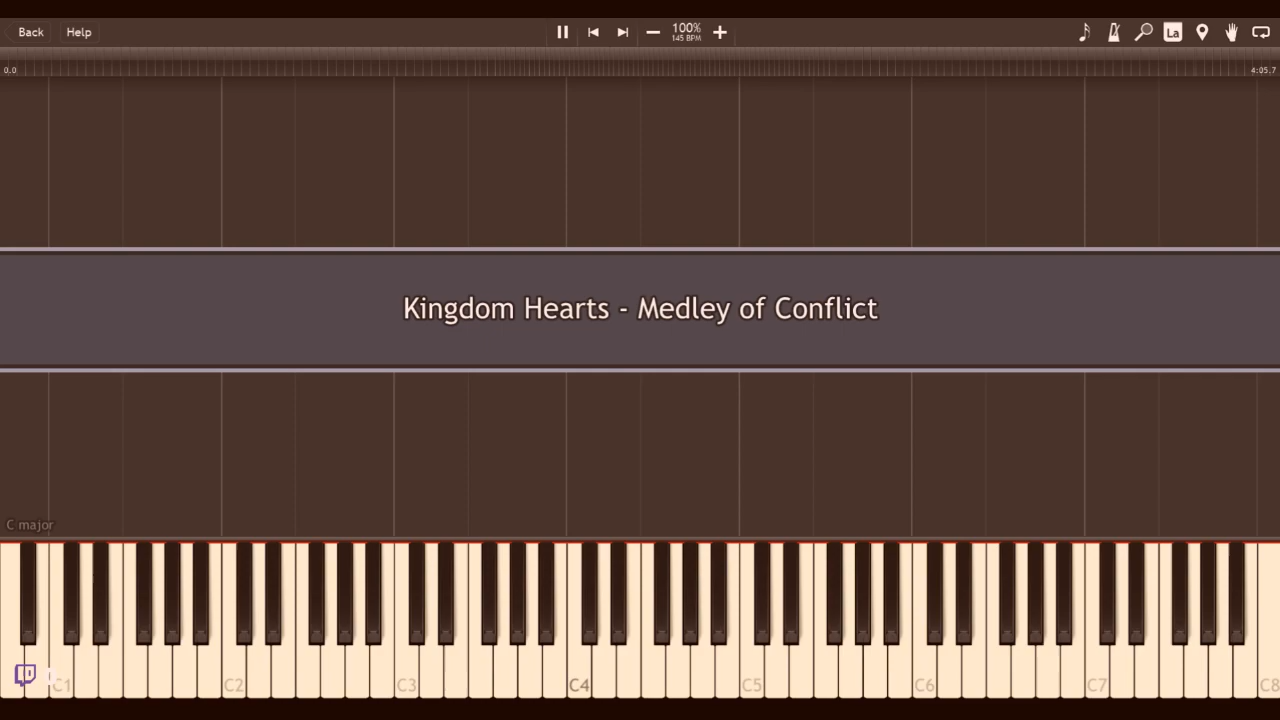 Back Help 100% La
145 BPM
0.0 4:05.7
Kingdom Hearts - Medley of Conflict
C major
C1 C2 C3 C4 C5 C6 C7 C8